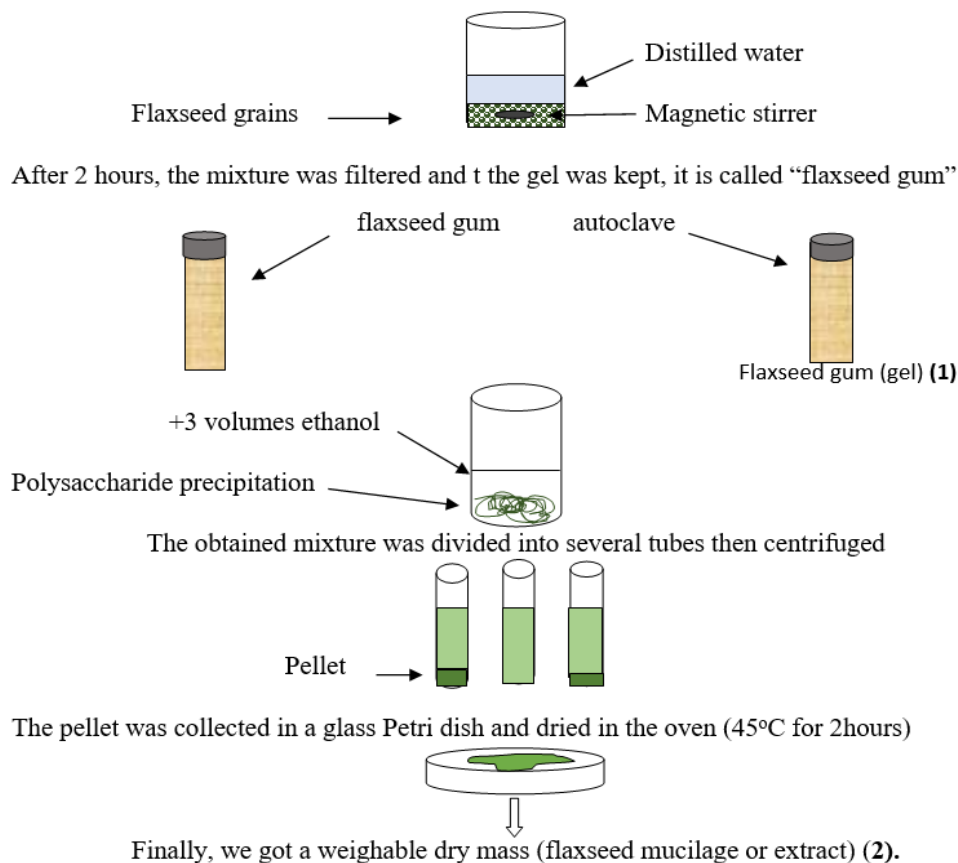 Distilled water
Flaxseed grains
Magnetic stirrer
After 2 hours, the mixture was filtered and t the gel was kept, it is called “flaxseed gum”
flaxseed gum
autoclave
Flaxseed gum (gel) (1)
+3 volumes ethanol
Polysaccharide precipitation
The obtained mixture was divided into several tubes then centrifuged
Pellet
The pellet was collected in a glass Petri dish and dried in the oven (45°C for 2hours)
Finally, we got a weighable dry mass (flaxseed mucilage or extract) (2).